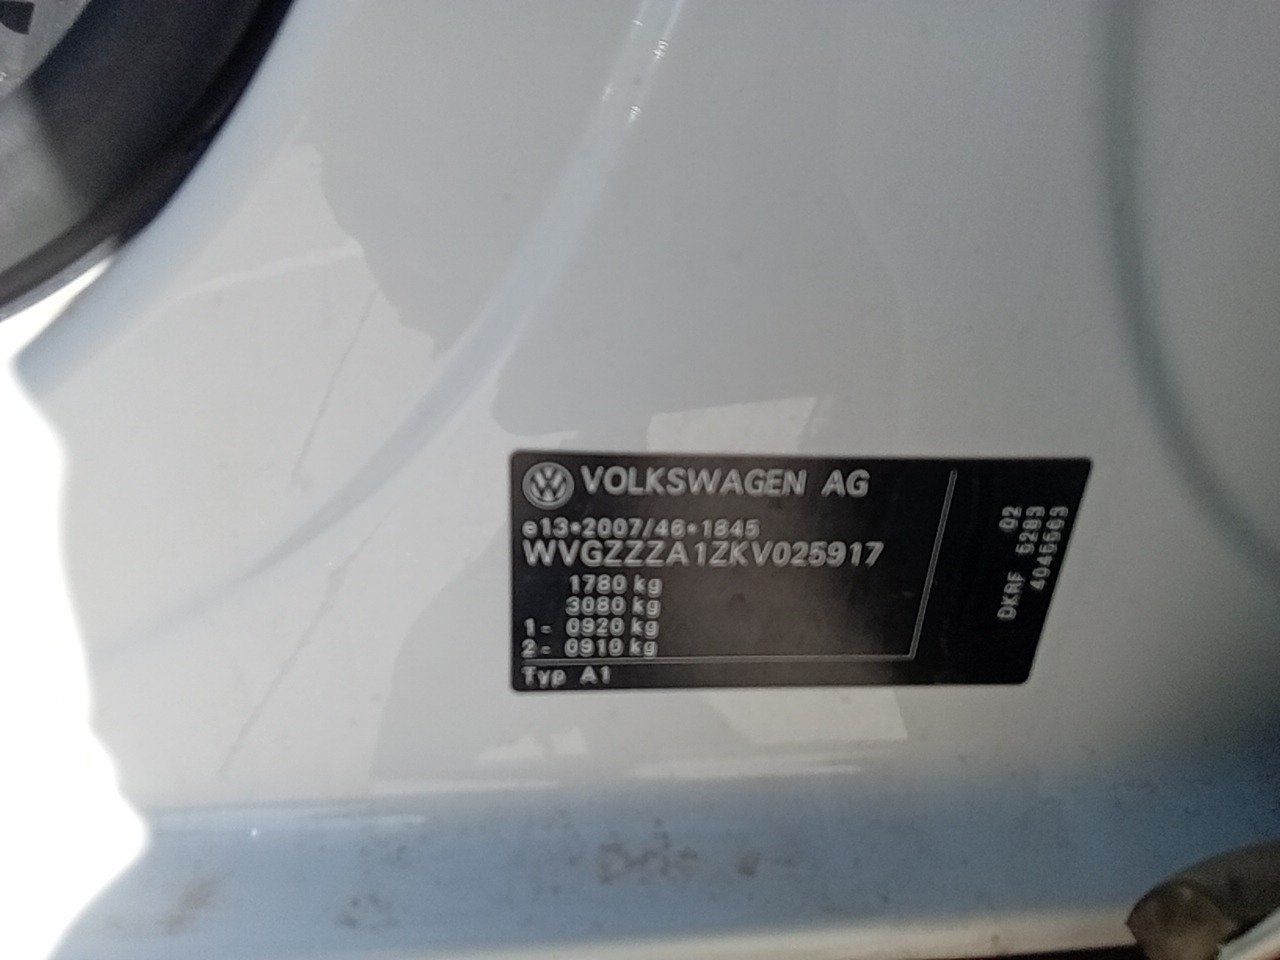 VOLKSWAGEN AG
e13*2007/46*1845
WVGZZZA1ZKV025917
1780 kg
3080 kg
1- 0920 kg
2- 0910 kg
Typ A1
02
DKRF 5203